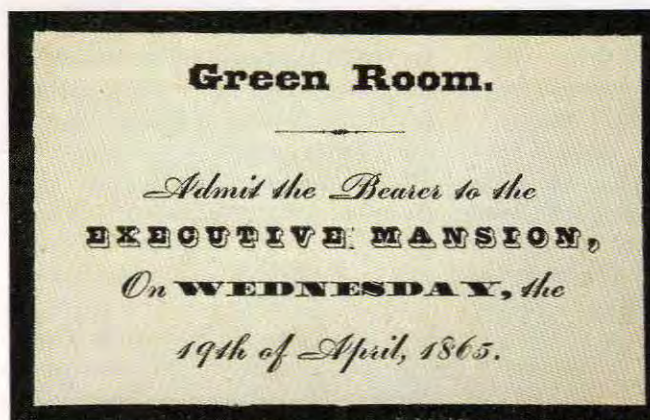 Green Room.
Admit the Bearer to the
EXECUTIVE MANSION,
On WEDNESDAY, the
19th of April, 1865.